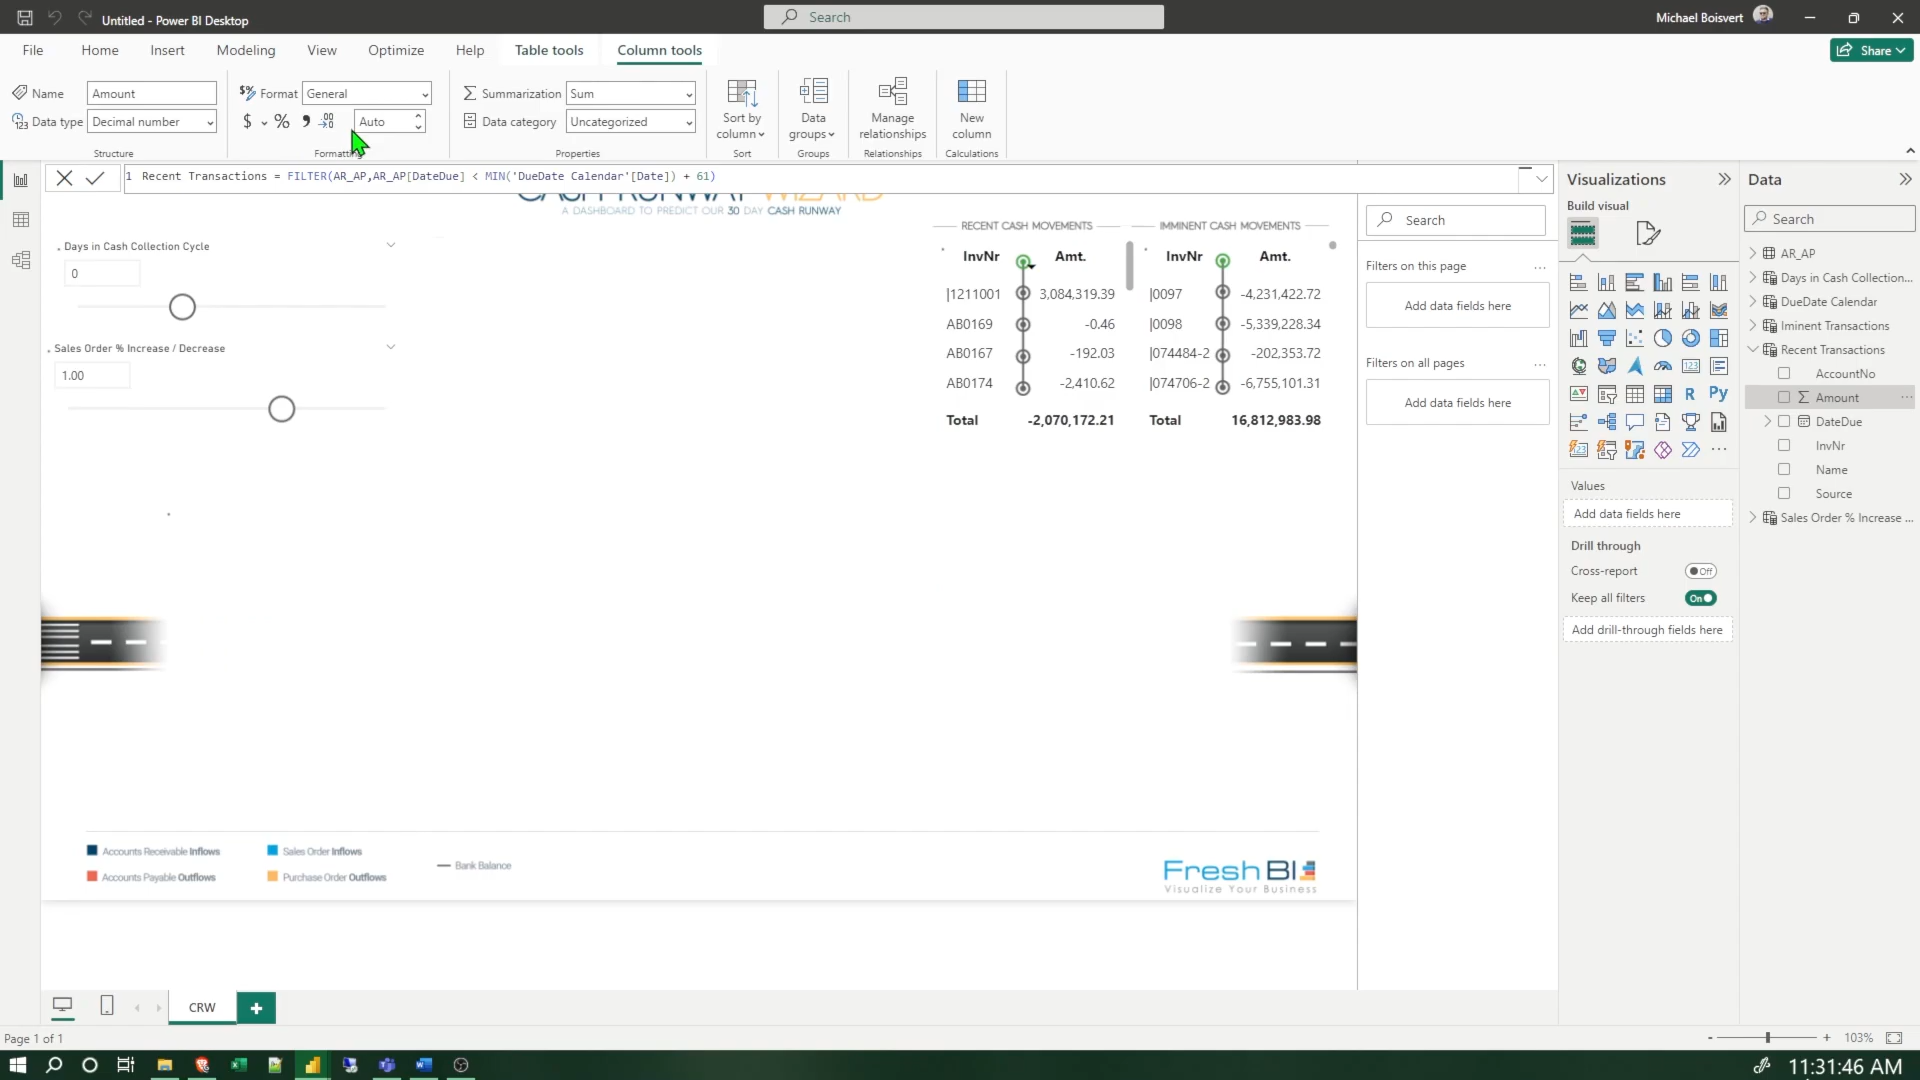 Untitled - Power BI Desktop
Search
Michael Boisvert
File
Home
Insert
Modeling
View
Optimize
Help
Table tools
Column tools
Share
Name
Amount
Data type
Decimal number
Structure
Format
General
$ % 9 .00
Auto
Formatting
Summarization
Sum
Data category
Uncategorized
Properties
Sort by
column
Sort
Data
groups
Groups
Manage
relationships
Relationships
New
column
Calculations
1 Recent Transactions = FILTER(AR_AP,AR_AP[DateDue] < MIN('DueDate Calendar'[Date]) + 61)
CASH RUNWAY WIZARD
A DASHBOARD TO PREDICT OUR 30 DAY CASH RUNWAY
Days in Cash Collection Cycle
0
Sales Order % Increase / Decrease
1.00
RECENT CASH MOVEMENTS
InvNr Amt.
|1211001 3,084,319.39
AB0169 -0.46
AB0167 -192.03
AB0174 -2,410.62
Total -2,070,172.21
IMMINENT CASH MOVEMENTS
InvNr Amt.
|0097 -4,231,422.72
|0098 -5,339,228.34
|074484-2 -202,353.72
|074706-2 -6,755,101.31
Total 16,812,983.98
Accounts Receivable Inflows
Sales Order Inflows
Bank Balance
Accounts Payable Outflows
Purchase Order Outflows
FreshBI
Visualize Your Business
Search
Filters on this page
...
Add data fields here
Filters on all pages
...
Add data fields here
Visualizations
Build visual
123
R
Py
Values
Add data fields here
Drill through
Cross-report
Off
Keep all filters
On
Add drill-through fields here
Data
Search
AR_AP
Days in Cash Collection...
DueDate Calendar
Iminent Transactions
Recent Transactions
AccountNo
Amount
...
DateDue
InvNr
Name
Source
Sales Order % Increase ...
CRW
Page 1 of 1
- + 103%
11:31:46 AM